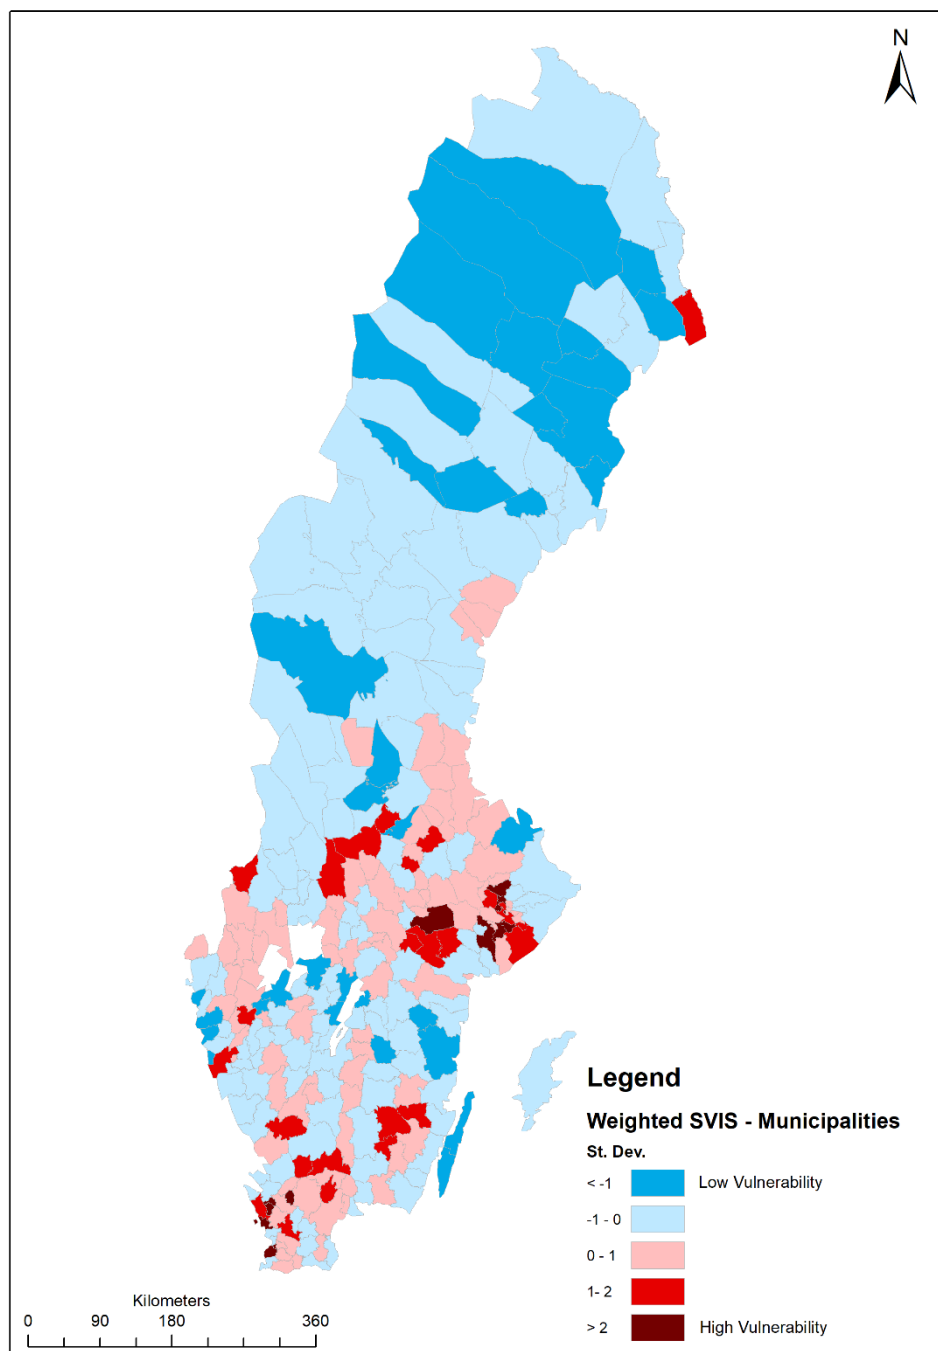 N
Legend
Weighted SVIS - Municipalities
St. Dev.
< -1 Low Vulnerability
-1 - 0
0 - 1
1- 2
> 2 High Vulnerability
Kilometers
0 90 180 360